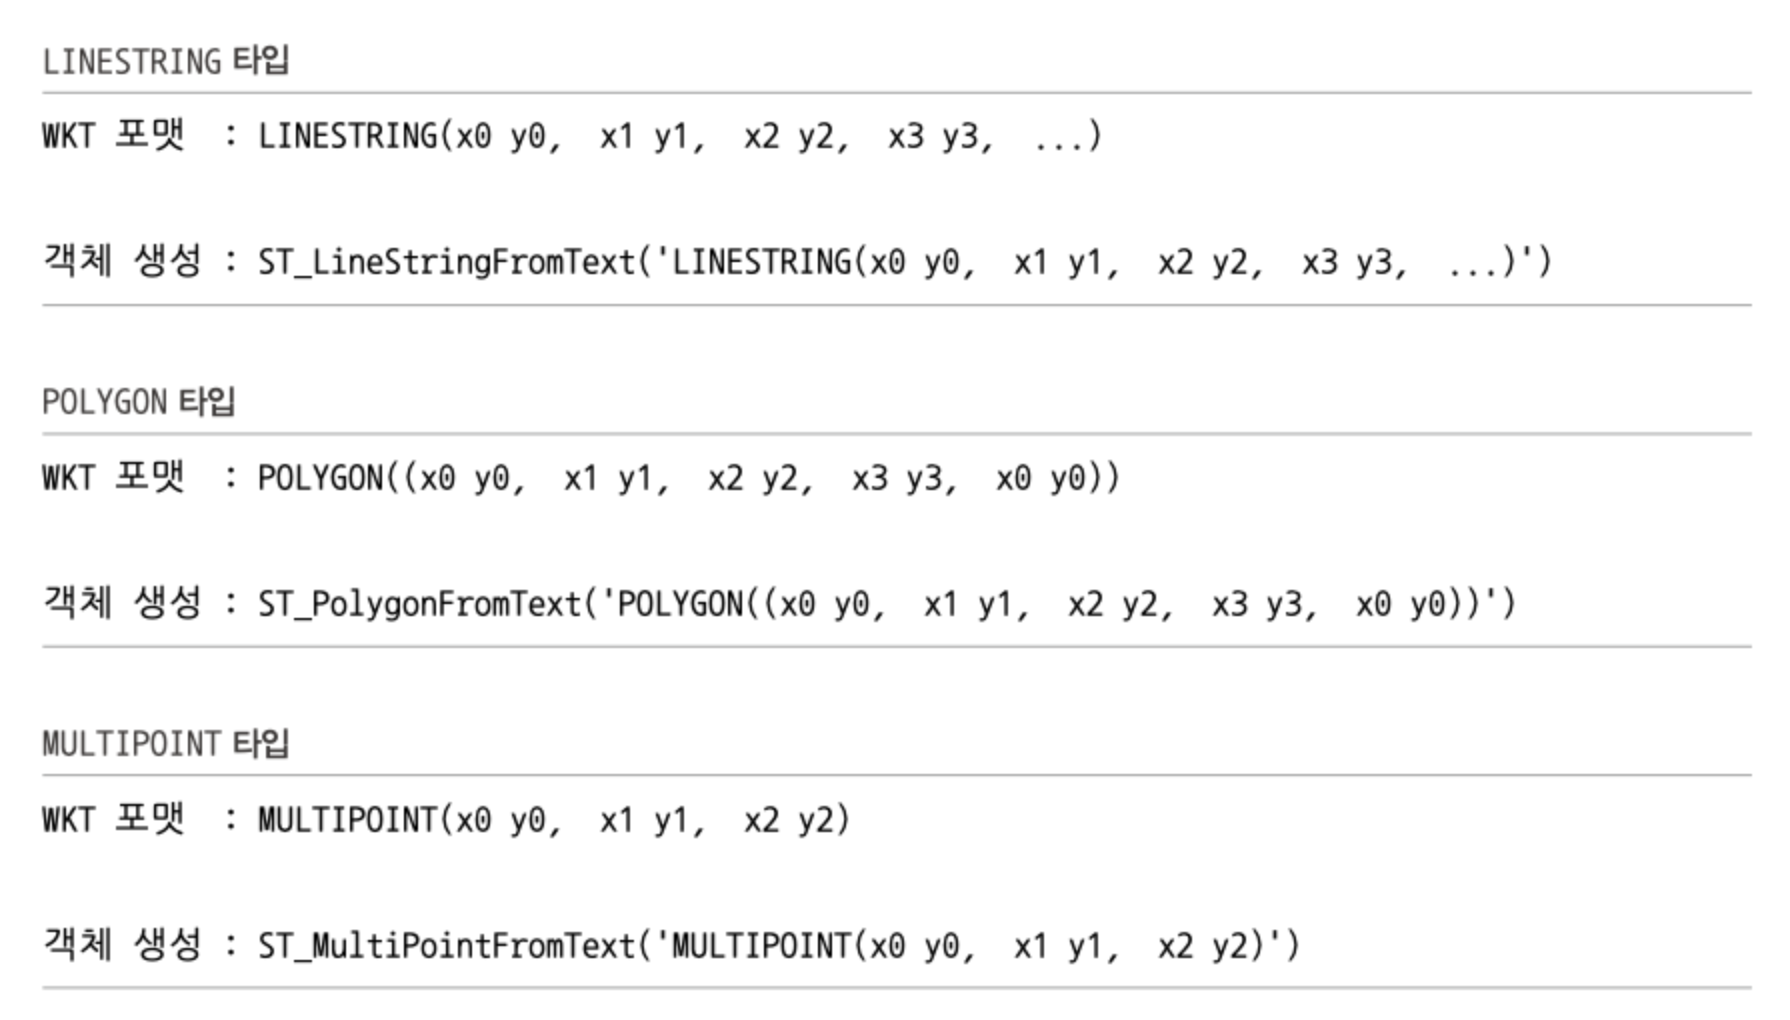 LINESTRING 타입
WKT 포맷  : LINESTRING(x0 y0,  x1 y1,  x2 y2,  x3 y3,  ...)
객체 생성 : ST_LineStringFromText('LINESTRING(x0 y0,  x1 y1,  x2 y2,  x3 y3,  ...)')
POLYGON 타입
WKT 포맷  : POLYGON((x0 y0,  x1 y1,  x2 y2,  x3 y3,  x0 y0))
객체 생성 : ST_PolygonFromText('POLYGON((x0 y0,  x1 y1,  x2 y2,  x3 y3,  x0 y0))')
MULTIPOINT 타입
WKT 포맷  : MULTIPOINT(x0 y0,  x1 y1,  x2 y2)
객체 생성 : ST_MultiPointFromText('MULTIPOINT(x0 y0,  x1 y1,  x2 y2)')